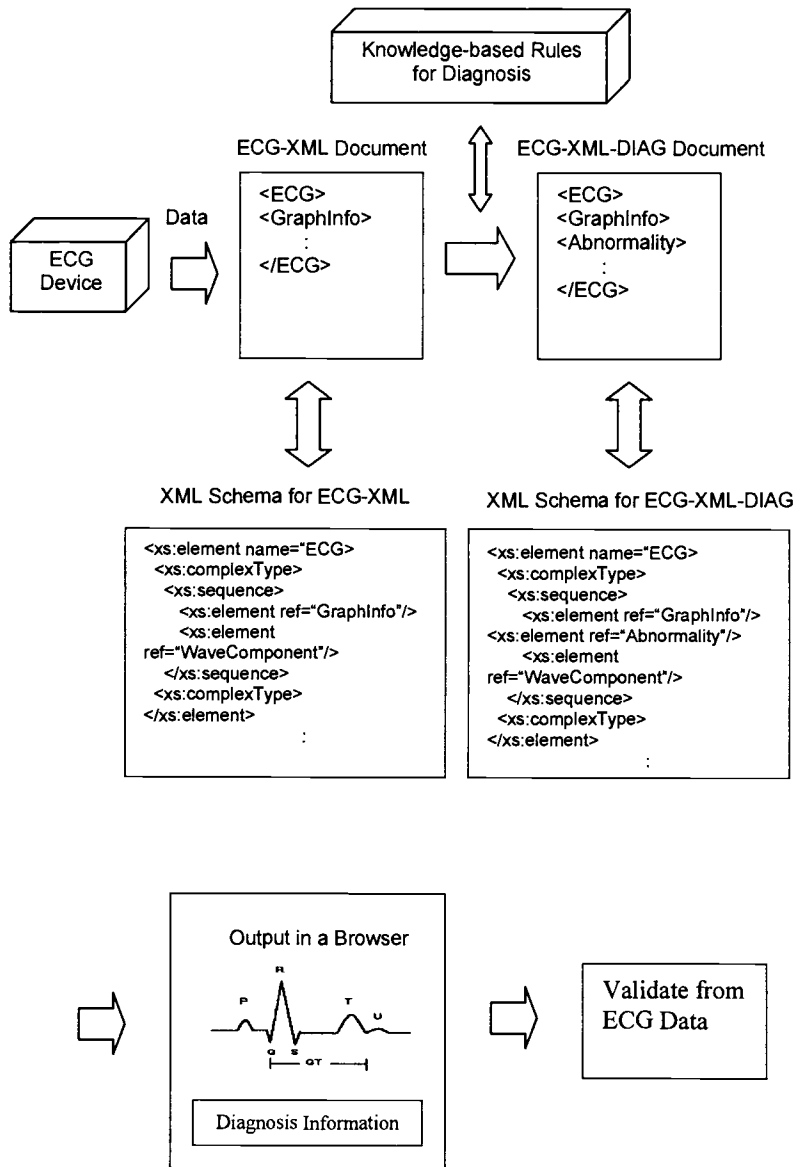 Knowledge-based Rules
for Diagnosis
ECG-XML Document
ECG-XML-DIAG Document
Data
ECG
Device
<ECG>
<GraphInfo>
:
</ECG>
<ECG>
<GraphInfo>
<Abnormality>
:
</ECG>
XML Schema for ECG-XML
XML Schema for ECG-XML-DIAG
<xs:element name="ECG>
<xs:complexType>
<xs:sequence>
<xs:element ref="GraphInfo"/>
<xs:element
ref="WaveComponent"/>
</xs:sequence>
<xs:complexType>
</xs:element>
:
<xs:element name="ECG>
<xs:complexType>
<xs:sequence>
<xs:element ref="GraphInfo"/>
<xs:element ref="Abnormality"/>
<xs:element
ref="WaveComponent"/>
</xs:sequence>
<xs:complexType>
</xs:element>
:
Output in a Browser
R
P
T
U
Q S
QT
Diagnosis Information
Validate from
ECG Data